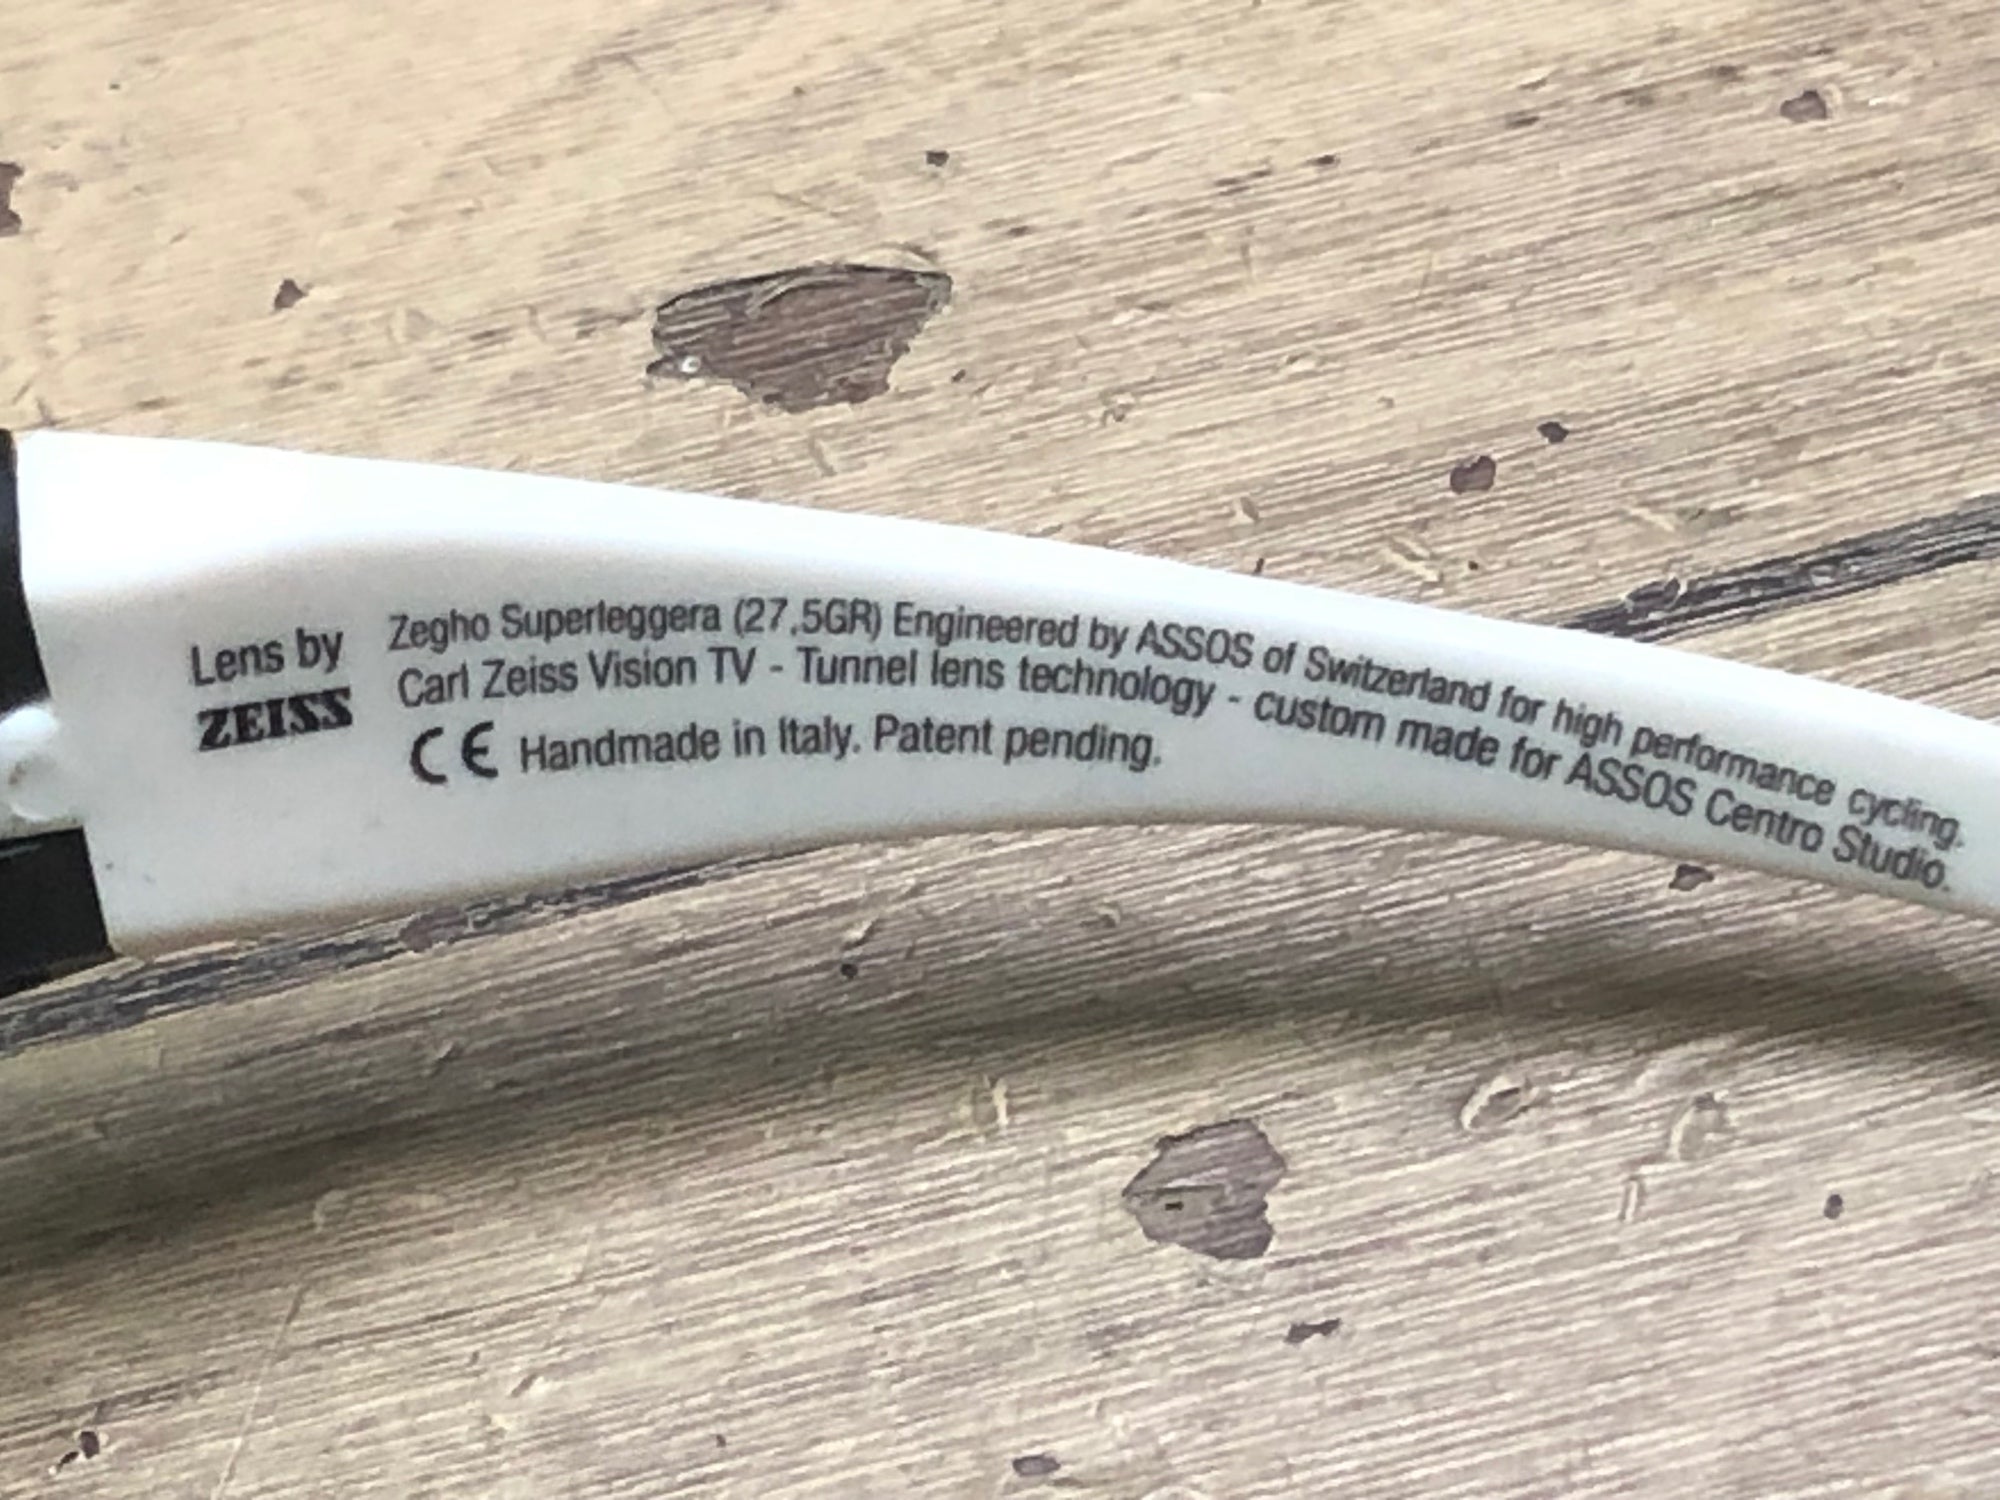 Lens by
ZEISS
Zegho Superleggera (27,5GR) Engineered by ASSOS of Switzerland for high performance cycling.
Carl Zeiss Vision TV - Tunnel lens technology - custom made for ASSOS Centro Studio.
CE Handmade in Italy. Patent pending.